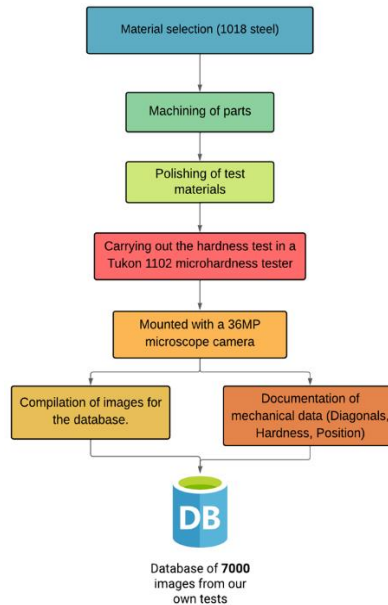 Material selection (1018 steel)
Machining of parts
Polishing of test
materials
Carrying out the hardness test in a
Tukon 1102 microhardness tester
Mounted with a 36MP
microscope camera
Compilation of images for
the database.
Documentation of
mechanical data (Diagonals,
Hardness, Position)
DB
Database of 7000
images from our
own tests